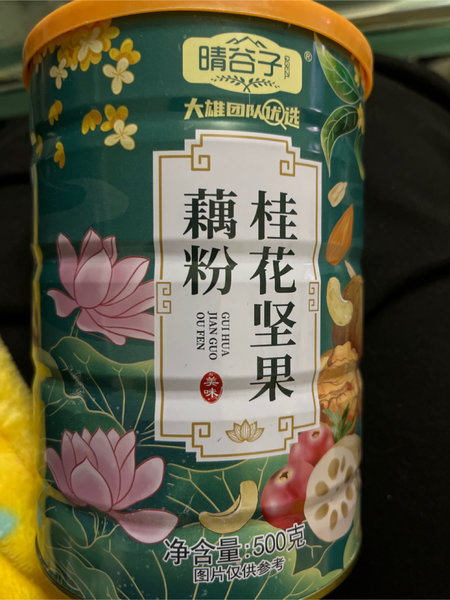 晴谷子
®
大雄团队优选
桂花坚果
藕粉
GUI HUA
JIAN GUO
OU FEN
美味
净含量:500克
图片仅供参考